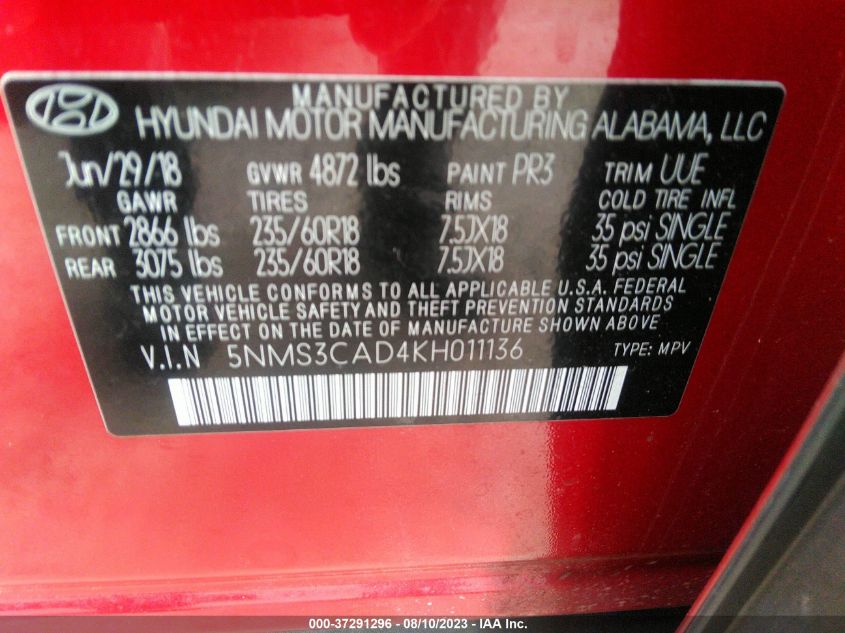 MANUFACTURED BY
HYUNDAI MOTOR MANUFACTURING ALABAMA, LLC
Jun/29/18 GVWR 4872 lbs PAINT PR3 TRIM UUE
GAWR TIRES RIMS COLD TIRE INFL
FRONT 2866 lbs 235/60R18 7.5JX18 35 psi SINGLE
REAR 3075 lbs 235/60R18 7.5JX18 35 psi SINGLE
THIS VEHICLE CONFORMS TO ALL APPLICABLE U.S.A. FEDERAL
MOTOR VEHICLE SAFETY AND THEFT PREVENTION STANDARDS
IN EFFECT ON THE DATE OF MANUFACTURE SHOWN ABOVE
V.I.N 5NMS3CAD4KH011136 TYPE: MPV
000-37291296 - 08/10/2023 - IAA Inc.